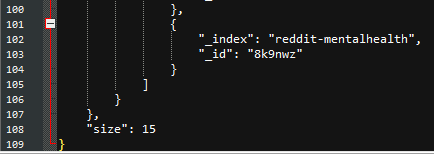 100 },
101 {
102 "_index": "reddit-mentalhealth",
103 "_id": "8k9nwz"
104 }
105 ]
106 }
107 },
108 "size": 15
109 }